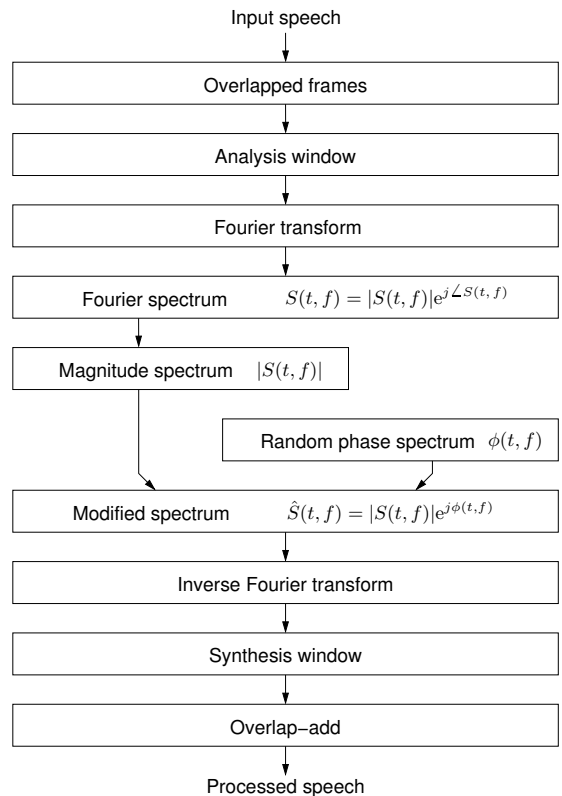 Input speech
Overlapped frames
Analysis window
Fourier transform
Fourier spectrum S(t, f) = |S(t, f)|e^{j∠S(t, f)}
Magnitude spectrum |S(t, f)|
Random phase spectrum ϕ(t, f)
Modified spectrum Ŝ(t, f) = |S(t, f)|e^{jϕ(t, f)}
Inverse Fourier transform
Synthesis window
Overlap−add
Processed speech